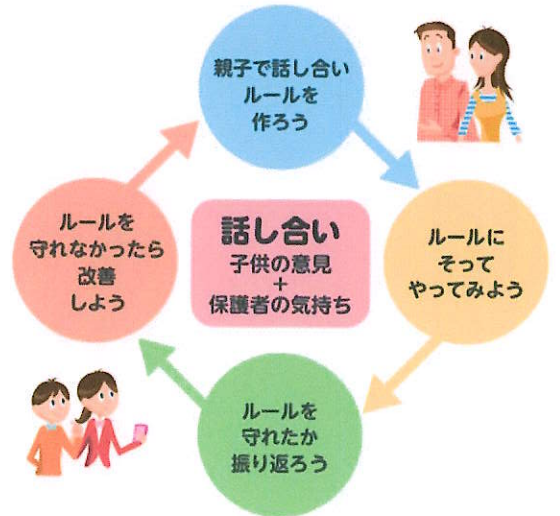 親子で話し合い
ルールを
作ろう
ルールに
そって
やってみよう
ルールを
守れたか
振り返ろう
ルールを
守れなかったら
改善
しよう
話し合い
子供の意見
+
保護者の気持ち